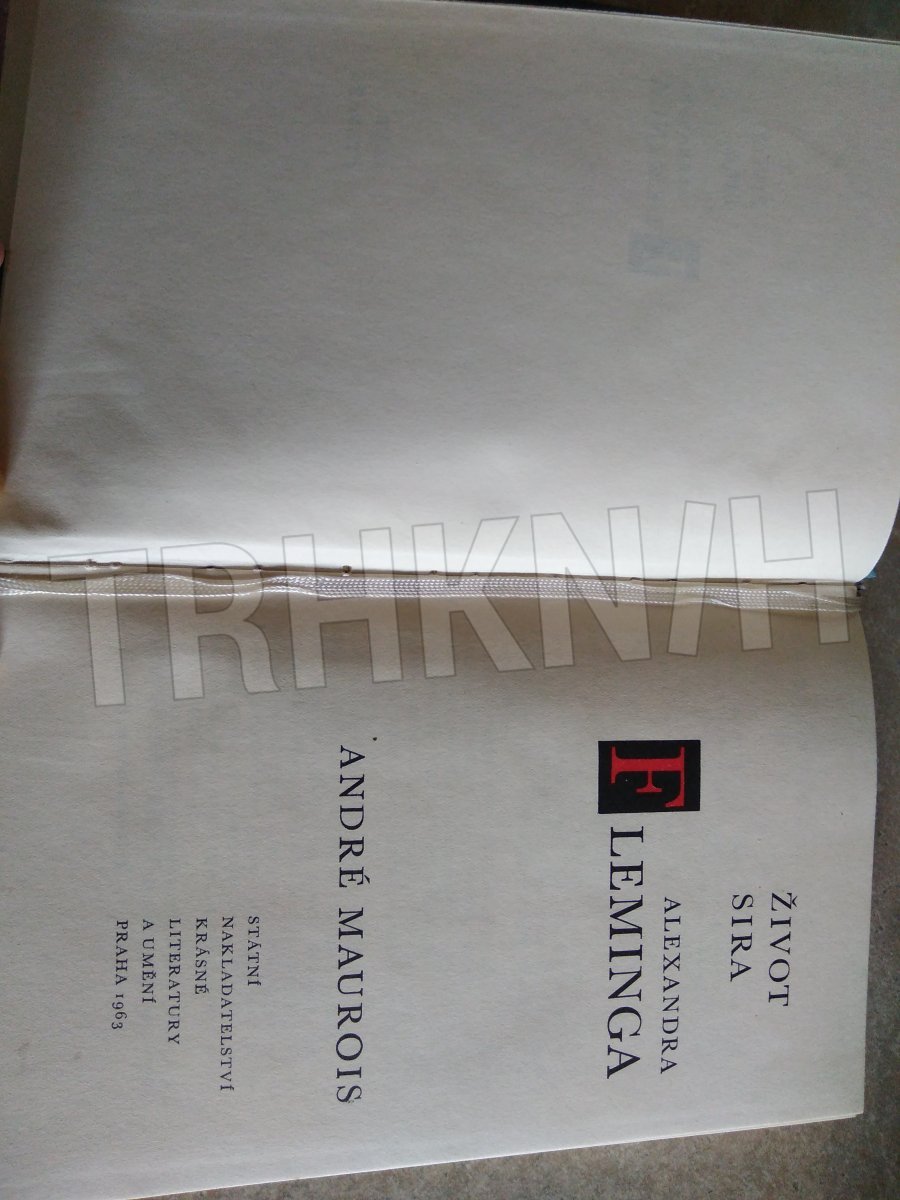 ŽIVOT
SIRA
ALEXANDRA
FLEMINGA
ANDRÉ MAUROIS
STÁTNÍ
NAKLADATELSTVÍ
KRÁSNÉ
LITERATURY
A UMĚNÍ
PRAHA 1963
TRHKNIH